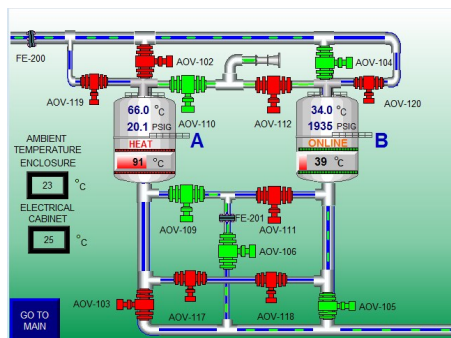 FE-200
AOV-102
AOV-104
AOV-119
AOV-110
AOV-112
AOV-120
66.0 °C
20.1 PSIG
A
HEAT
91 °C
34.0 °C
1935 PSIG
B
ONLINE
39 °C
AMBIENT
TEMPERATURE
ENCLOSURE
23 °C
ELECTRICAL
CABINET
25 °C
AOV-109
FE-201
AOV-111
AOV-106
AOV-103
AOV-117
AOV-118
AOV-105
GO TO
MAIN